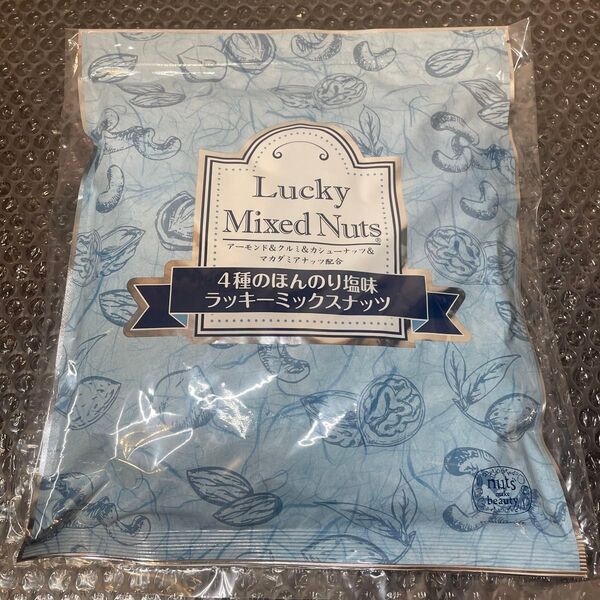 Lucky
Mixed Nuts®
アーモンド&クルミ&カシューナッツ&
マカダミアナッツ配合
4種のほんのり塩味
ラッキーミックスナッツ
nuts
make
beauty